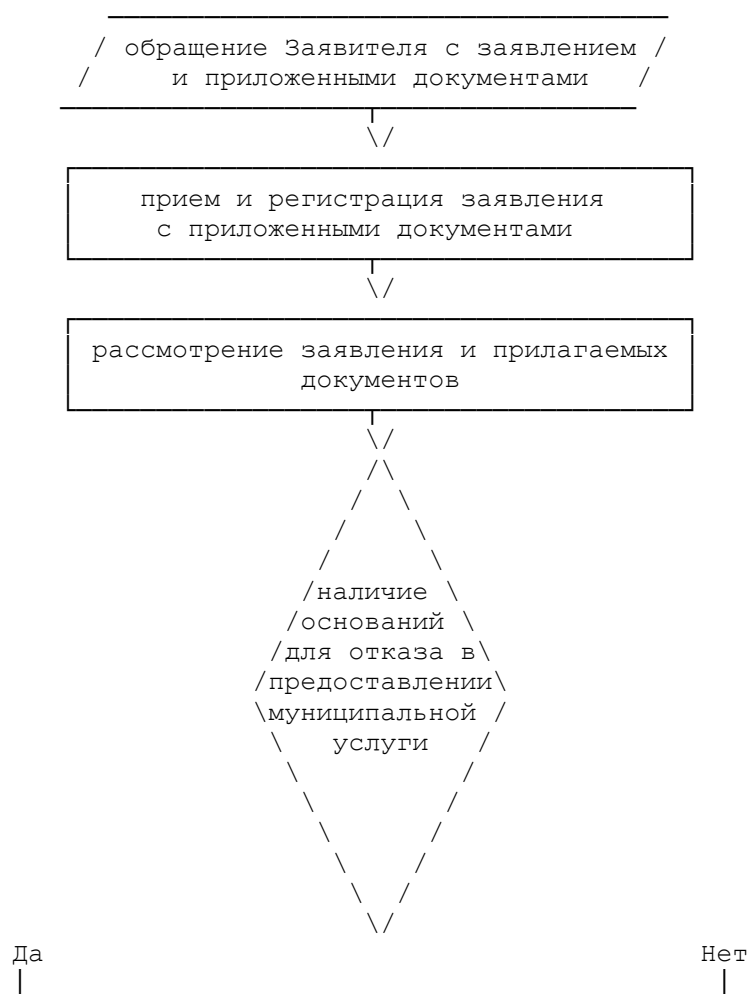 обращение Заявителя с заявлением
и приложенными документами
прием и регистрация заявления
с приложенными документами
рассмотрение заявления и прилагаемых
документов
наличие
оснований
для отказа в
предоставлении
муниципальной
услуги
Да Нет